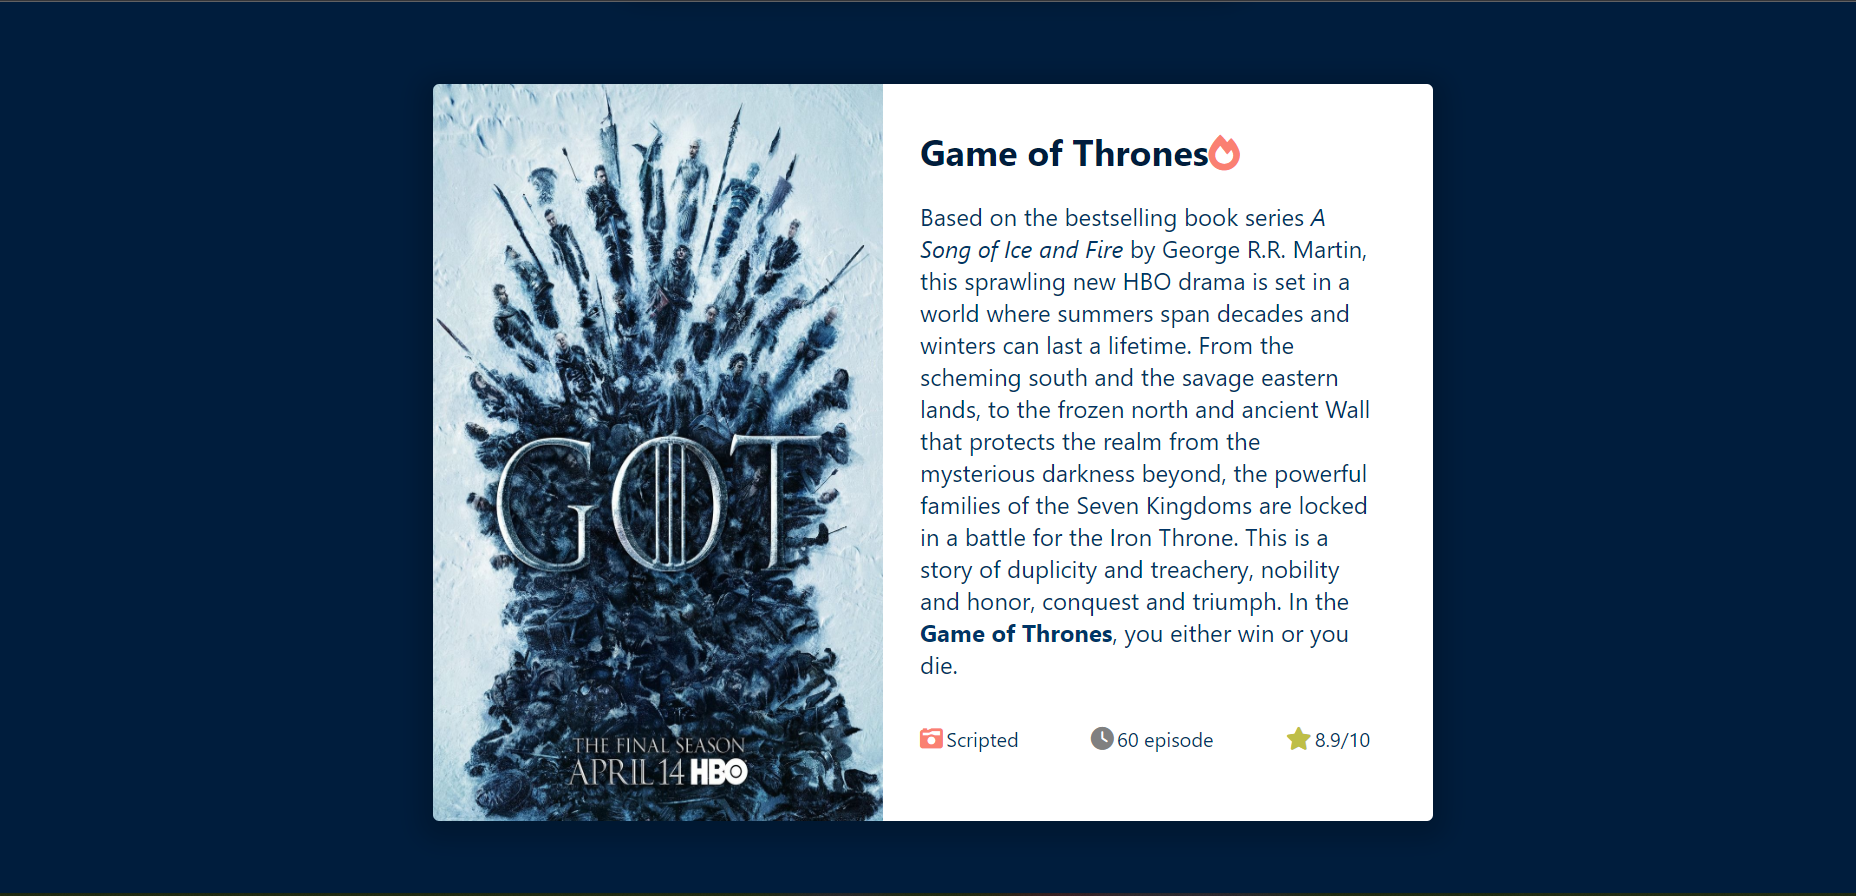 GOT
THE FINAL SEASON
APRIL 14 HBO
Game of Thrones
Based on the bestselling book series A
Song of Ice and Fire by George R.R. Martin,
this sprawling new HBO drama is set in a
world where summers span decades and
winters can last a lifetime. From the
scheming south and the savage eastern
lands, to the frozen north and ancient Wall
that protects the realm from the
mysterious darkness beyond, the powerful
families of the Seven Kingdoms are locked
in a battle for the Iron Throne. This is a
story of duplicity and treachery, nobility
and honor, conquest and triumph. In the
Game of Thrones, you either win or you
die.
Scripted
60 episode
8.9/10